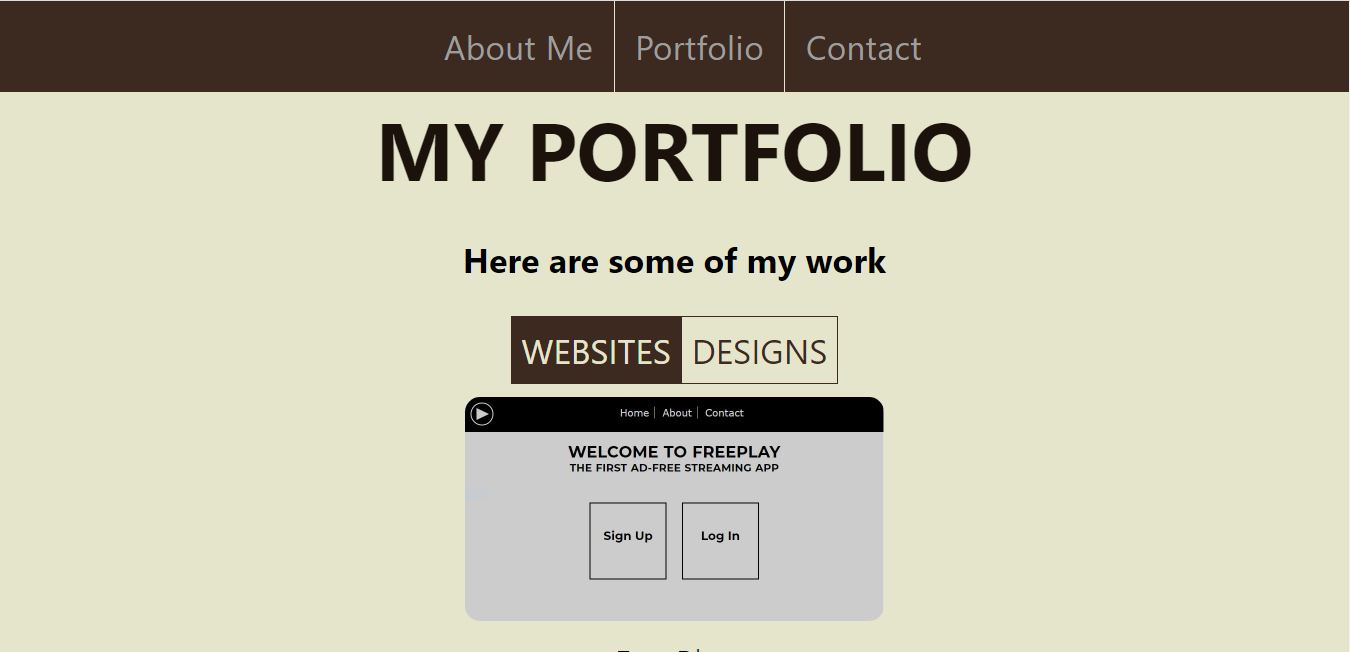 About Me Portfolio Contact
MY PORTFOLIO
Here are some of my work
WEBSITES DESIGNS
Home About Contact
WELCOME TO FREEPLAY
THE FIRST AD-FREE STREAMING APP
Sign Up Log In